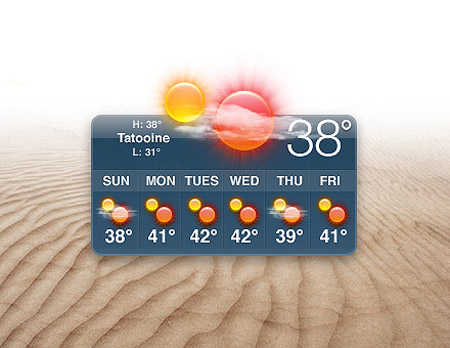 H: 38°
Tatooine
L: 31°
38°
SUN MON TUES WED THU FRI
38° 41° 42° 42° 39° 41°